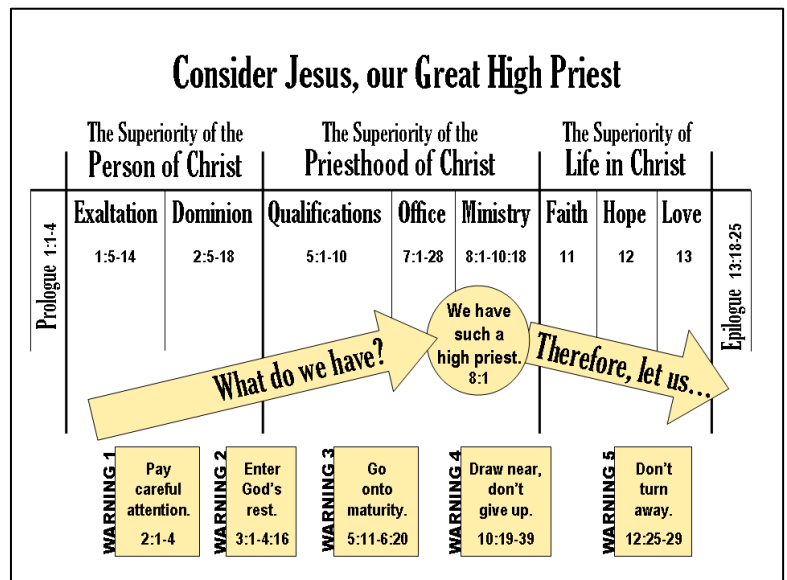 Consider Jesus, our Great High Priest
The Superiority of the
Person of Christ
The Superiority of the
Priesthood of Christ
The Superiority of
Life in Christ
Prologue 1:1-4
Exaltation
1:5-14
Dominion
2:5-18
Qualifications
5:1-10
Office
7:1-28
Ministry
8:1-10:18
Faith
11
Hope
12
Love
13
Epilogue 13:18-25
What do we have?
We have
such a
high priest.
8:1
Therefore, let us...
WARNING 1
Pay
careful
attention.
2:1-4
WARNING 2
Enter
God's
rest.
3:1-4:16
WARNING 3
Go
onto
maturity.
5:11-6:20
WARNING 4
Draw near,
don't
give up.
10:19-39
WARNING 5
Don't
turn
away.
12:25-29